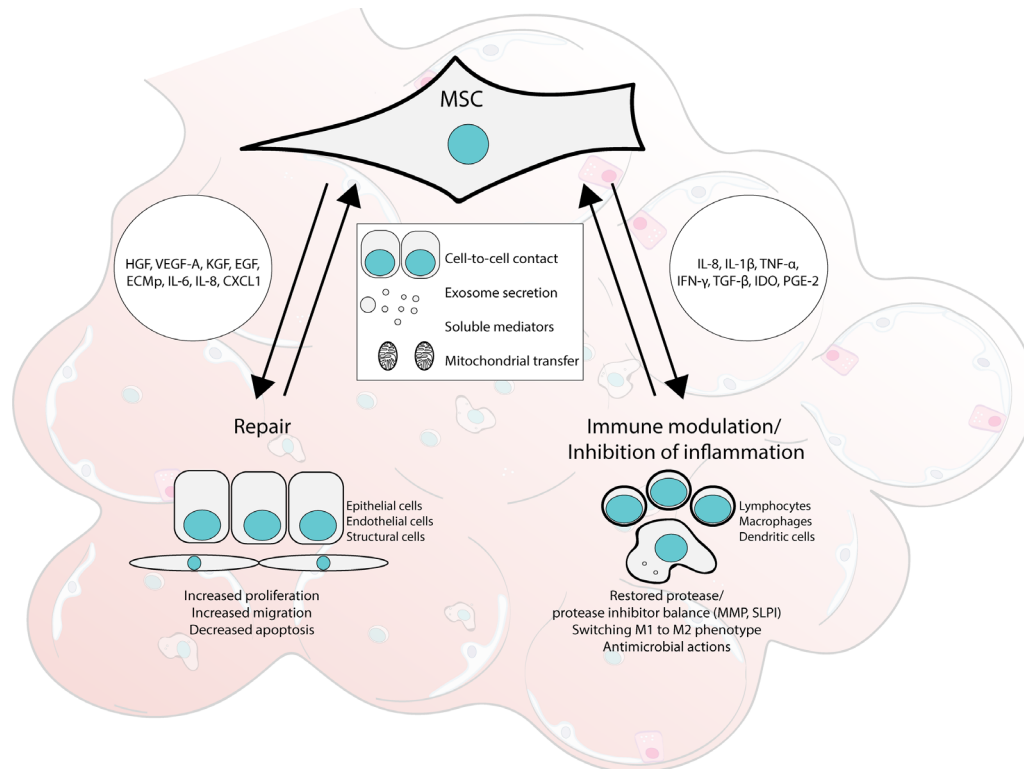 MSC
HGF, VEGF-A, KGF, EGF,
ECMp, IL-6, IL-8, CXCL1
IL-8, IL-1β, TNF-α,
IFN-γ, TGF-β, IDO, PGE-2
Cell-to-cell contact
Exosome secretion
Soluble mediators
Mitochondrial transfer
Repair
Epithelial cells
Endothelial cells
Structural cells
Increased proliferation
Increased migration
Decreased apoptosis
Immune modulation/
Inhibition of inflammation
Lymphocytes
Macrophages
Dendritic cells
Restored protease/
protease inhibitor balance (MMP, SLPI)
Switching M1 to M2 phenotype
Antimicrobial actions